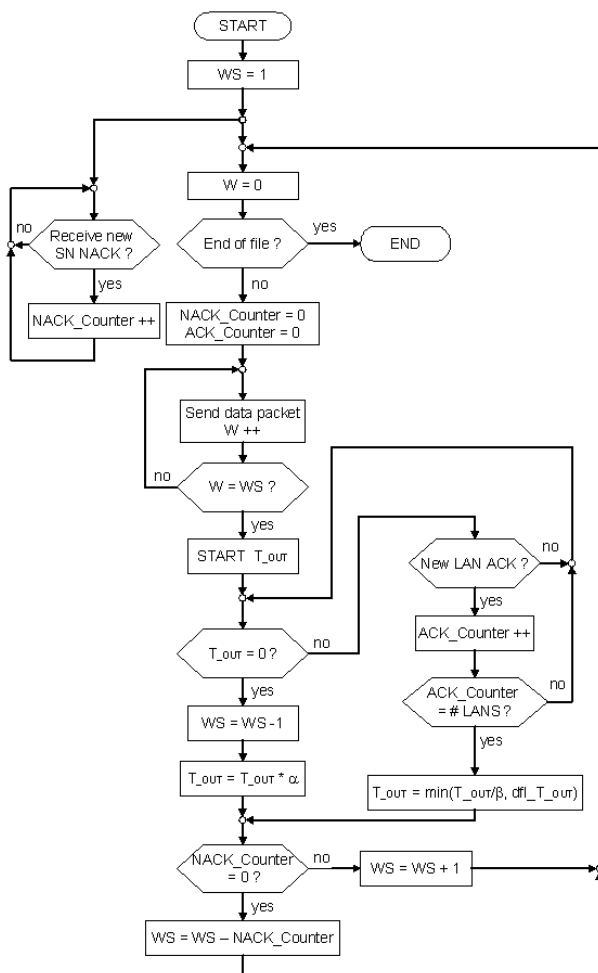 START
WS = 1
W = 0
no
Receive new
SN NACK ?
yes
NACK_Counter ++
End of file ?
yes
END
no
NACK_Counter = 0
ACK_Counter = 0
Send data packet
W ++
no
W = WS ?
yes
START T_OUT
New LAN ACK ?
no
yes
ACK_Counter ++
T_OUT = 0 ?
no
yes
ACK_Counter
= # LANS ?
no
yes
WS = WS -1
T_OUT = T_OUT * α
T_OUT = min(T_OUT/β, dfl_T_OUT)
NACK_Counter
= 0 ?
no
WS = WS + 1
yes
WS = WS – NACK_Counter